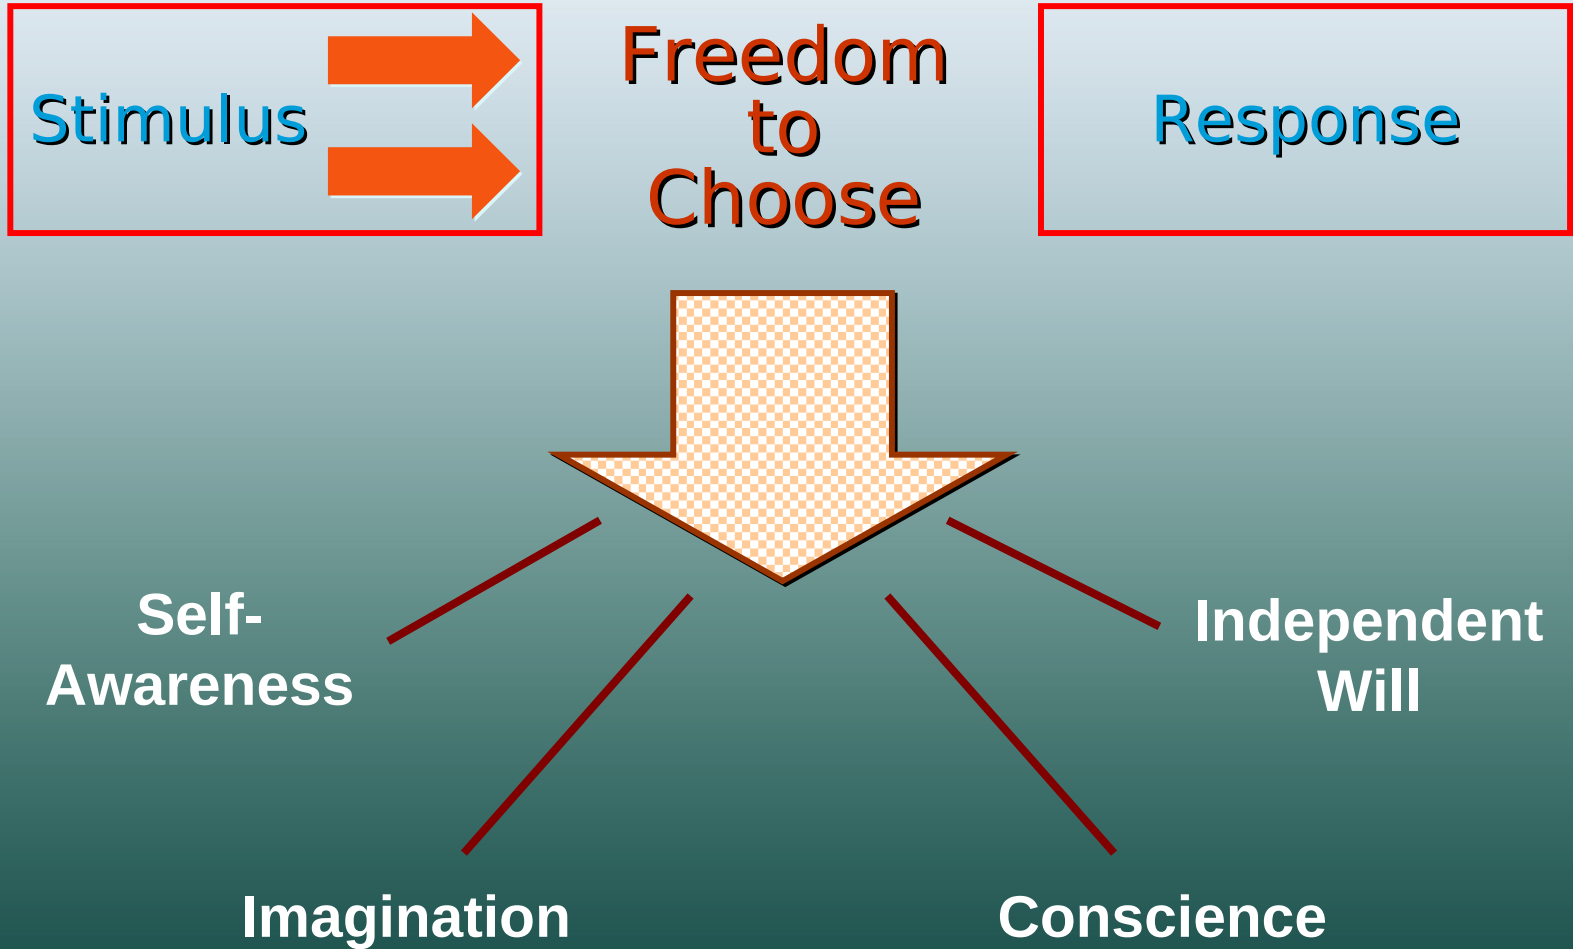 Stimulus
Freedom
to
Choose
Response
Self-
Awareness
Independent
Will
Imagination
Conscience